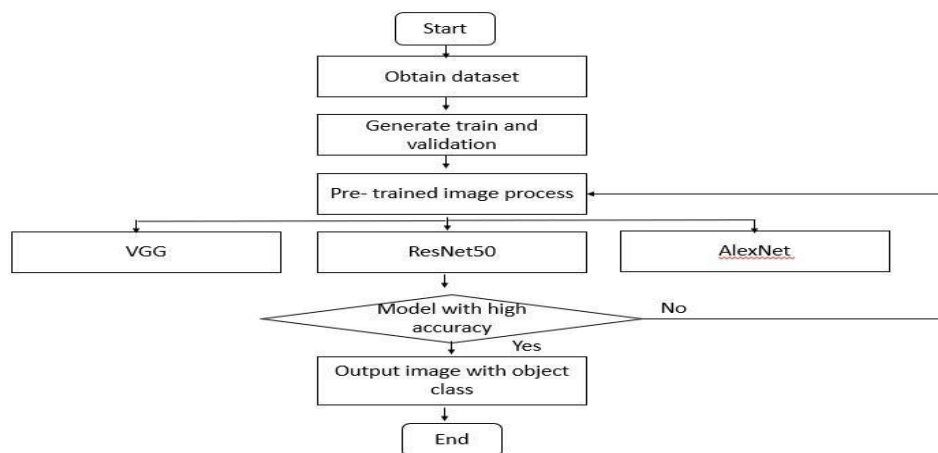 Start
Obtain dataset
Generate train and
validation
Pre- trained image process
VGG
ResNet50
AlexNet
Model with high
accuracy
No
Yes
Output image with object
class
End